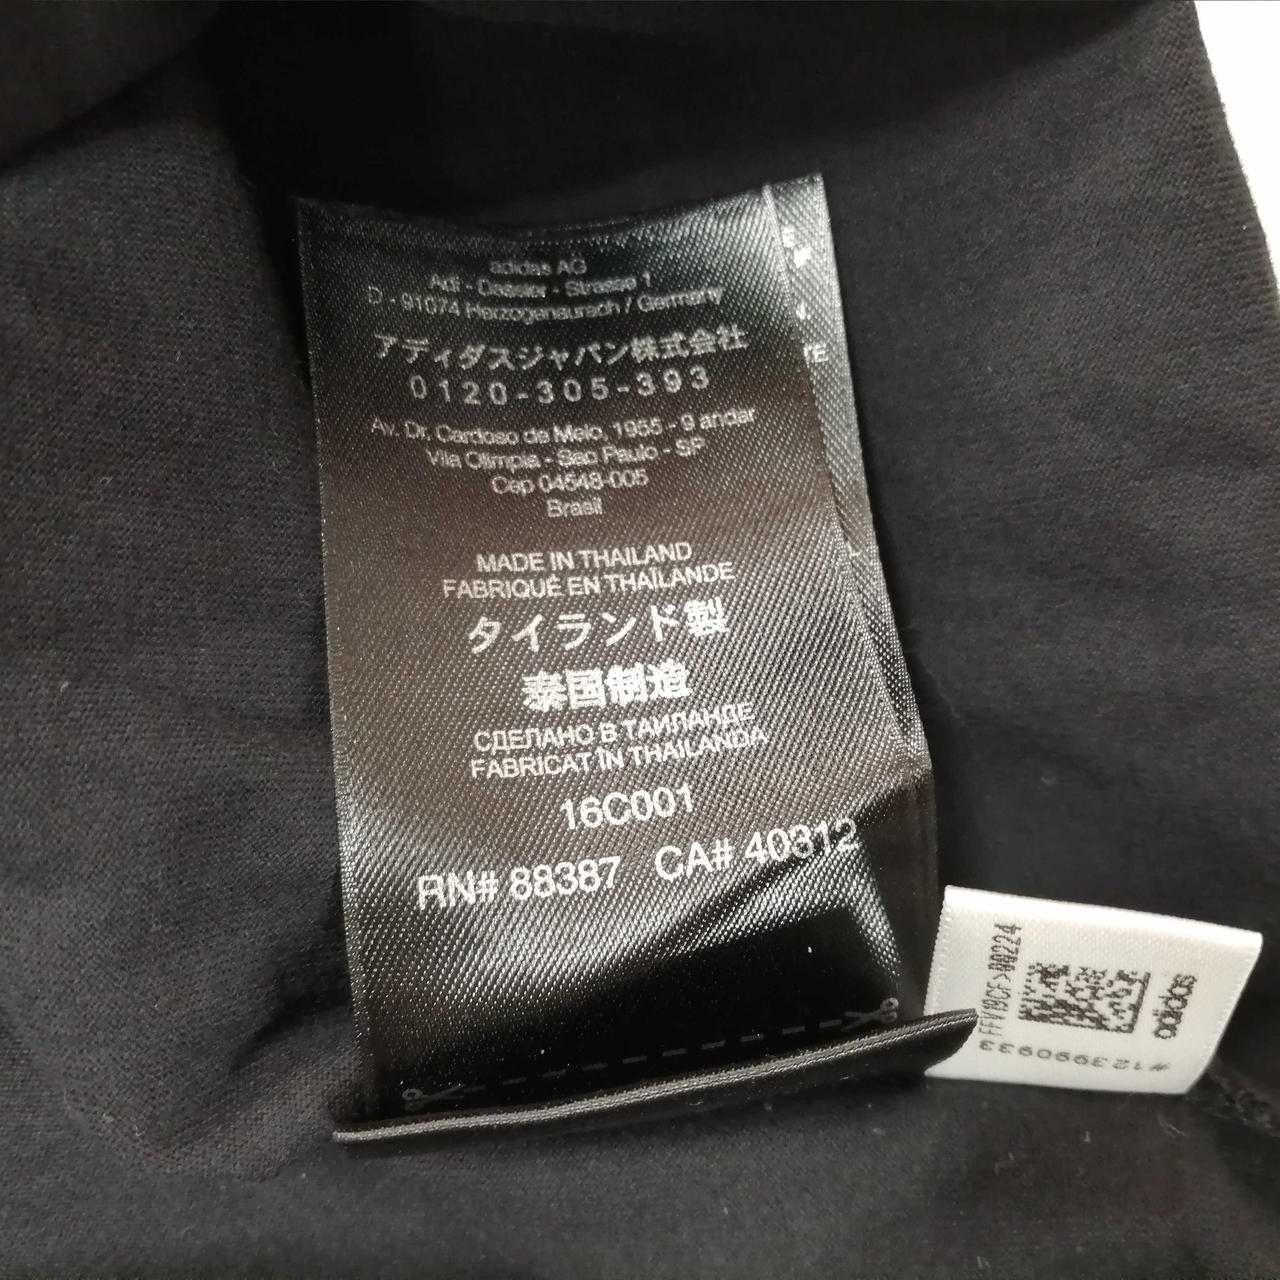 adidas AG
Adi - Dassler - Strasse 1
D - 91074 Herzogenaurach / Germany
アディダスジャパン株式会社
0120-305-393
Av. Dr. Cardoso de Melo, 1955 - 9 andar
Vila Olimpia - Sao Paulo - SP
Cep 04548-005
Brasil
MADE IN THAILAND
FABRIQUÉ EN THAÏLANDE
タイランド製
泰国制造
СДЕЛАНО В ТАИЛАНДЕ
FABRICAT ÎN THAILANDA
16C001
RN# 88387 CA# 40312
adidas
#12390933